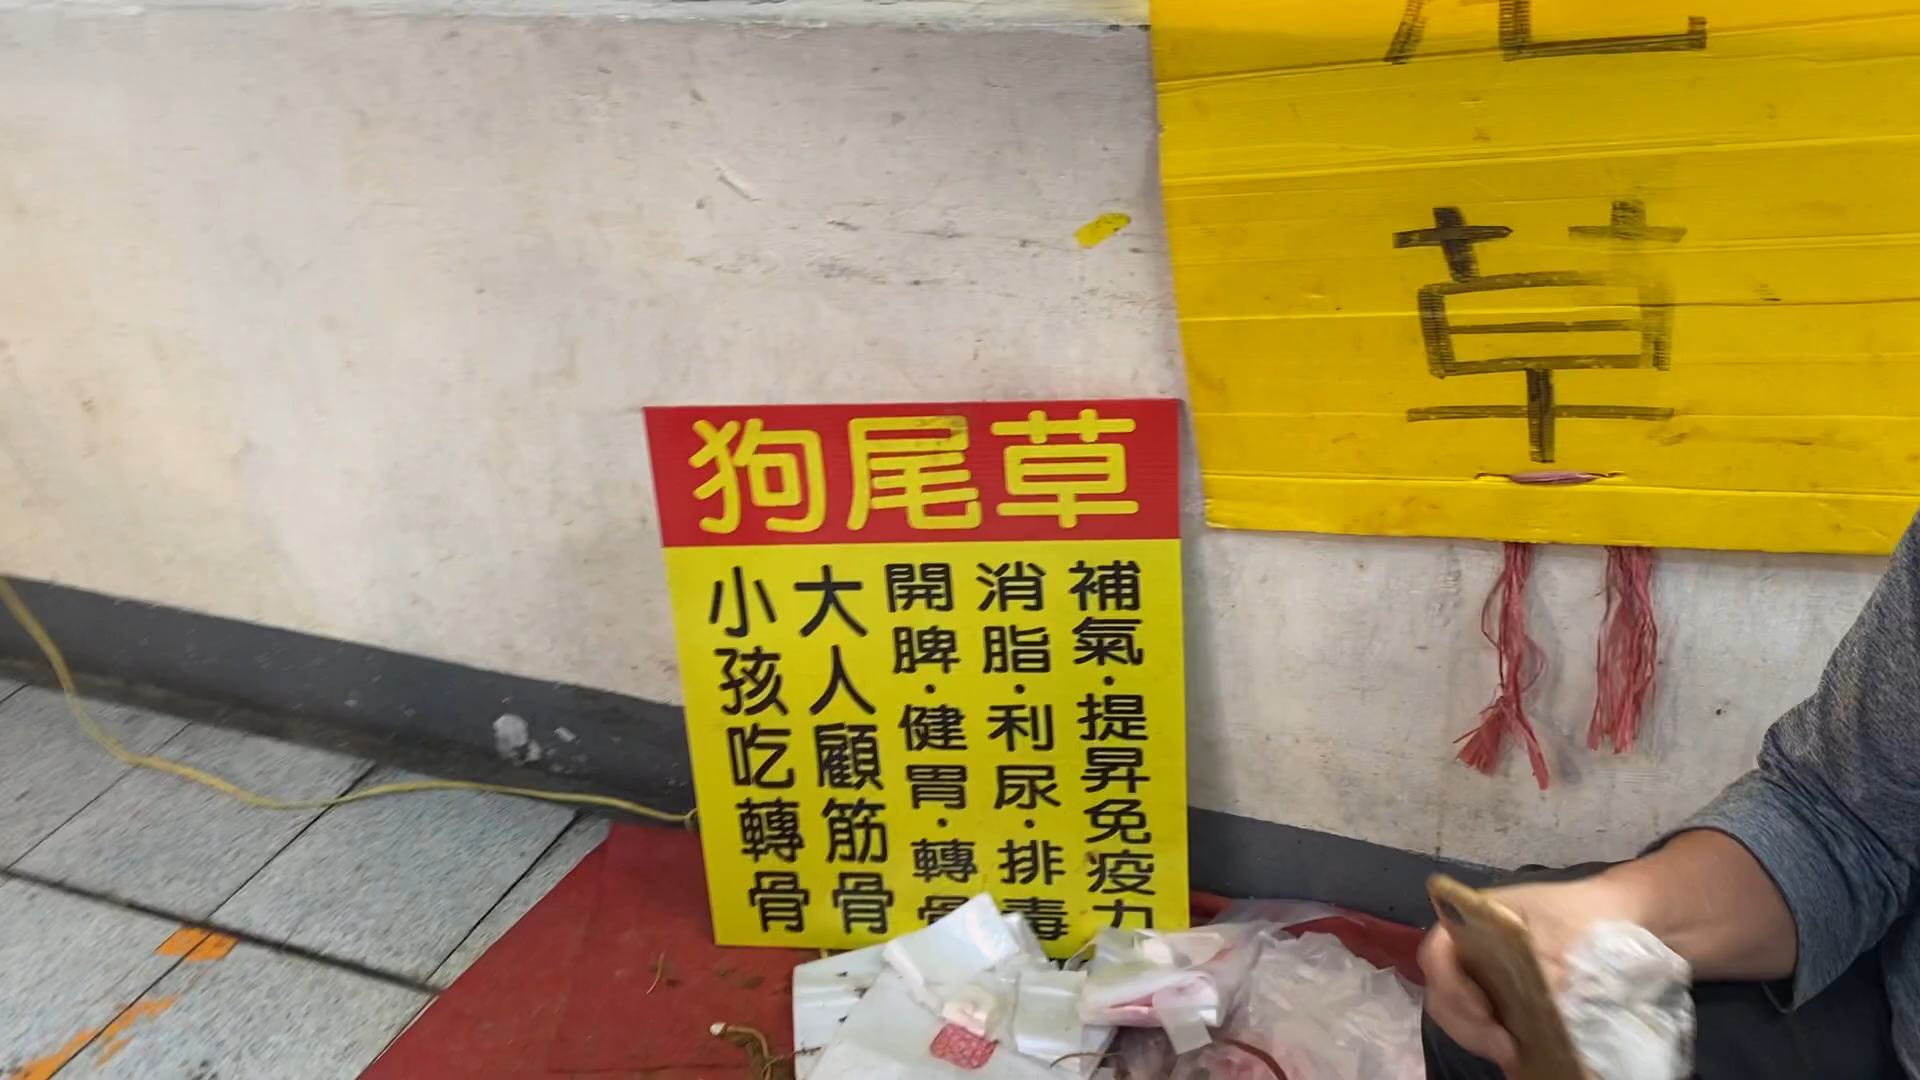 狗尾草
補氣·提昇免疫力
消脂·利尿·排毒
開脾·健胃·轉骨
大人顧筋骨
小孩吃轉骨
草